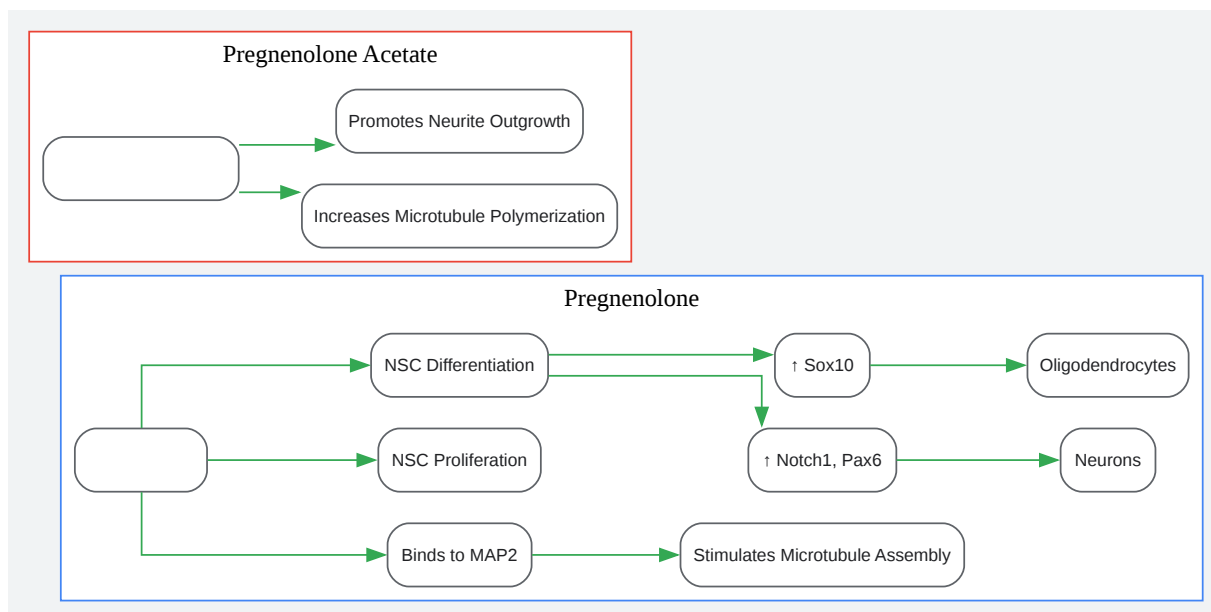 Pregnenolone Acetate
Promotes Neurite Outgrowth
Increases Microtubule Polymerization
Pregnenolone
NSC Differentiation
↑ Sox10
Oligodendrocytes
NSC Proliferation
↑ Notch1, Pax6
Neurons
Binds to MAP2
Stimulates Microtubule Assembly